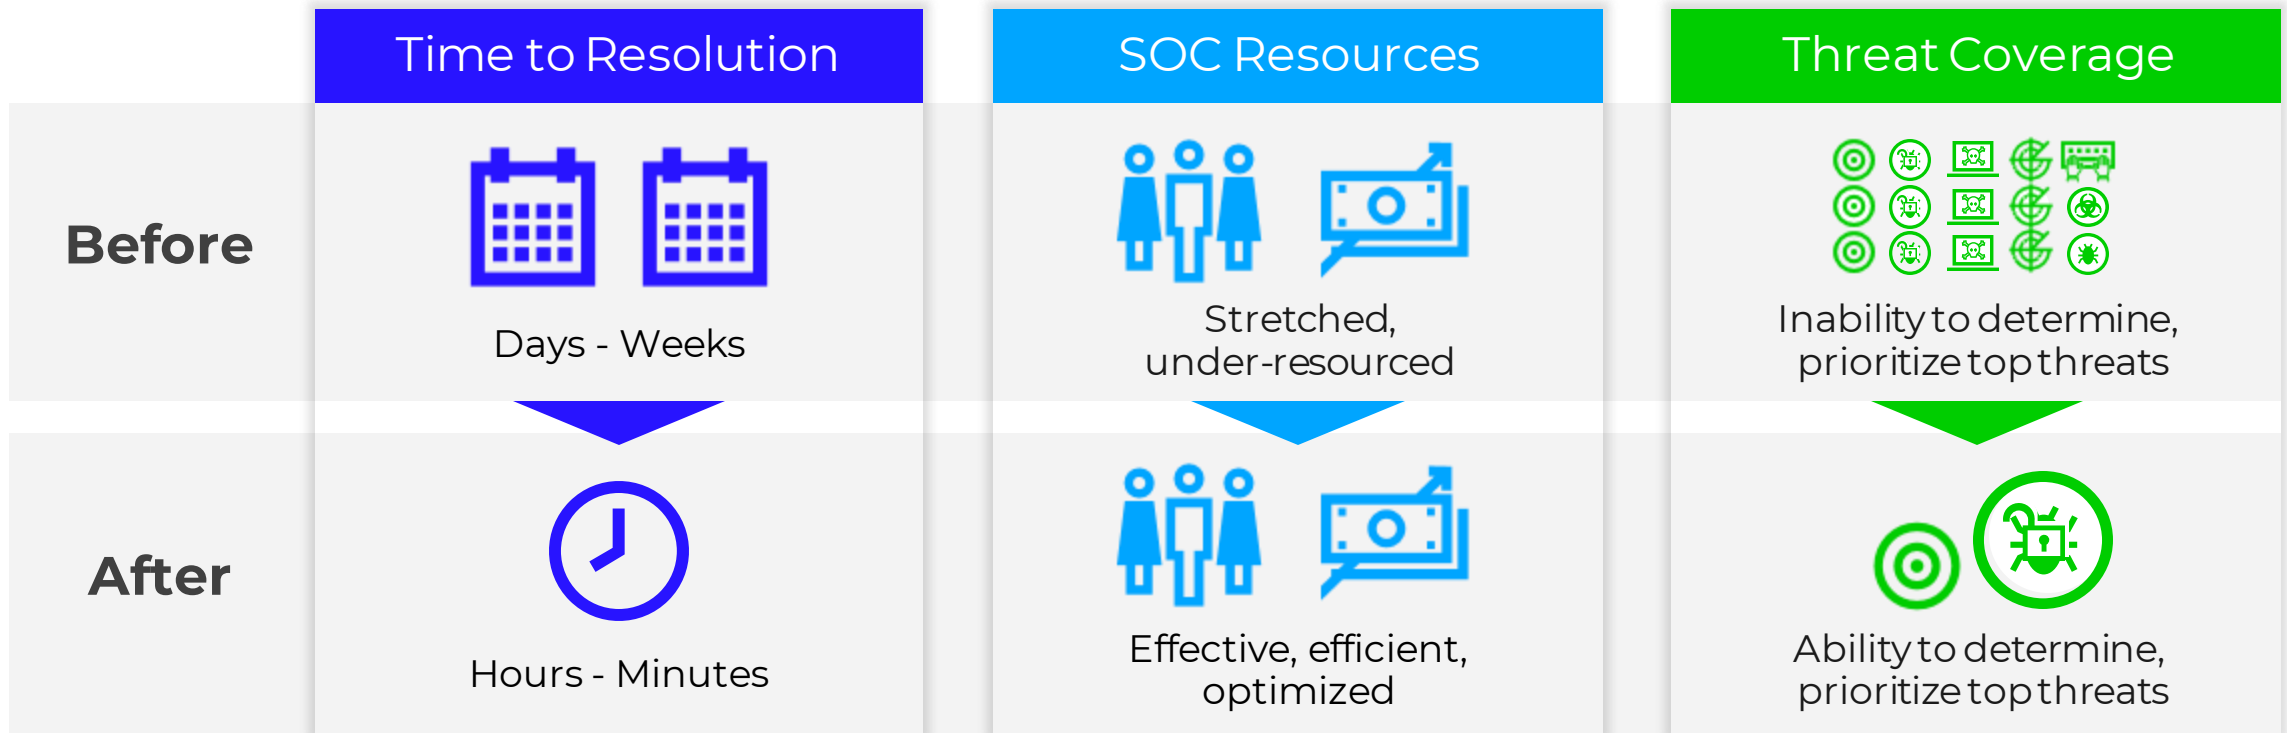 Time to Resolution
SOC Resources
Threat Coverage
Before
Days - Weeks
Stretched,
under-resourced
Inability to determine,
prioritize top threats
After
Hours - Minutes
Effective, efficient,
optimized
Ability to determine,
prioritize top threats